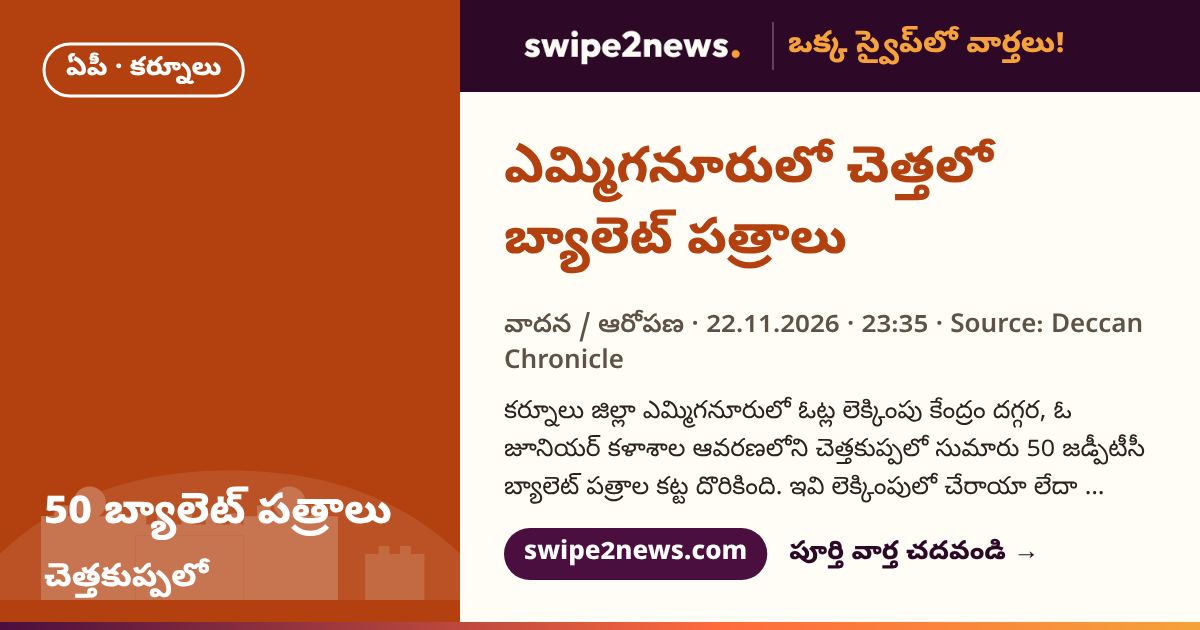 ఏపీ · కర్నూలు
50 బ్యాలెట్ పత్రాలు
చెత్తకుప్పలో
swipe2news.
ఒక్క స్వైప్‌లో వార్తలు!
ఎమ్మిగనూరులో చెత్తలో
బ్యాలెట్ పత్రాలు
వాదన / ఆరోపణ · 22.11.2026 · 23:35 · Source: Deccan
Chronicle
కర్నూలు జిల్లా ఎమ్మిగనూరులో ఓట్ల లెక్కింపు కేంద్రం దగ్గర, ఓ
జూనియర్ కళాశాల ఆవరణలోని చెత్తకుప్పలో సుమారు 50 జడ్పీటీసీ
బ్యాలెట్ పత్రాల కట్ట దొరికింది. ఇవి లెక్కింపులో చేరాయా లేదా ...
swipe2news.com
పూర్తి వార్త చదవండి →